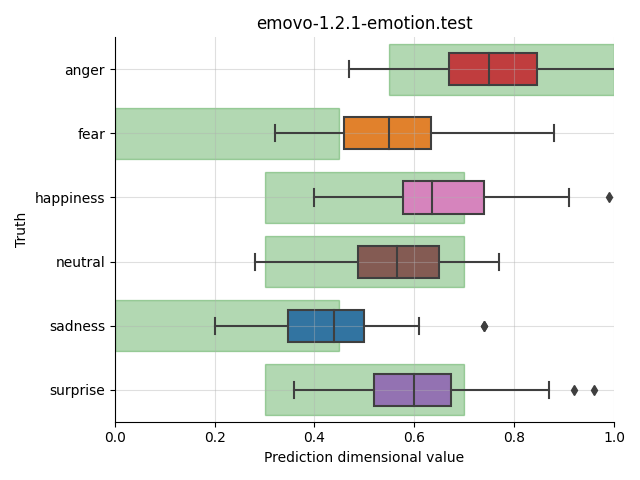 emovo-1.2.1-emotion.test
Truth
anger
fear
happiness
neutral
sadness
surprise
0.0 0.2 0.4 0.6 0.8 1.0
Prediction dimensional value